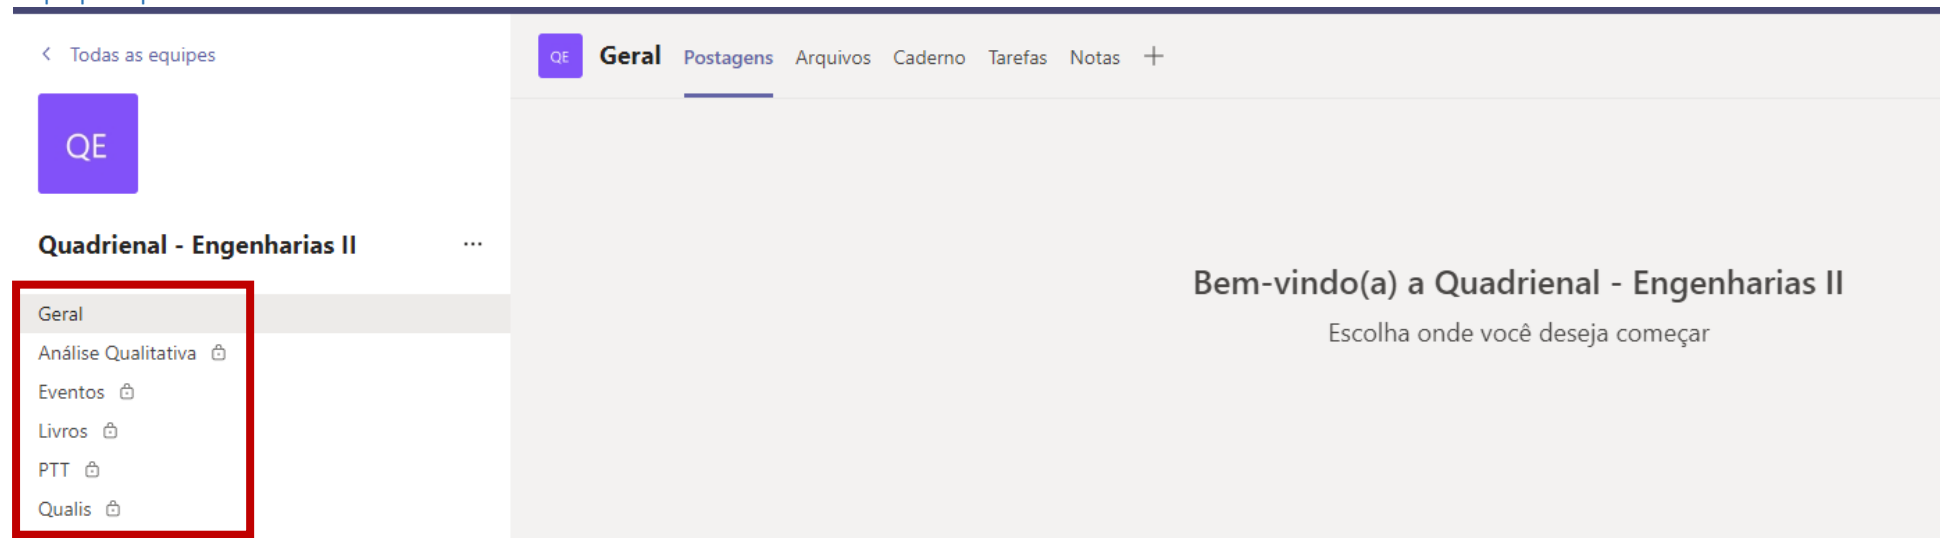 Todas as equipes
QE
Quadrienal - Engenharias II
Geral
Análise Qualitativa
Eventos
Livros
PTT
Qualis
QE Geral Postagens Arquivos Caderno Tarefas Notas
Bem-vindo(a) a Quadrienal - Engenharias II
Escolha onde você deseja começar